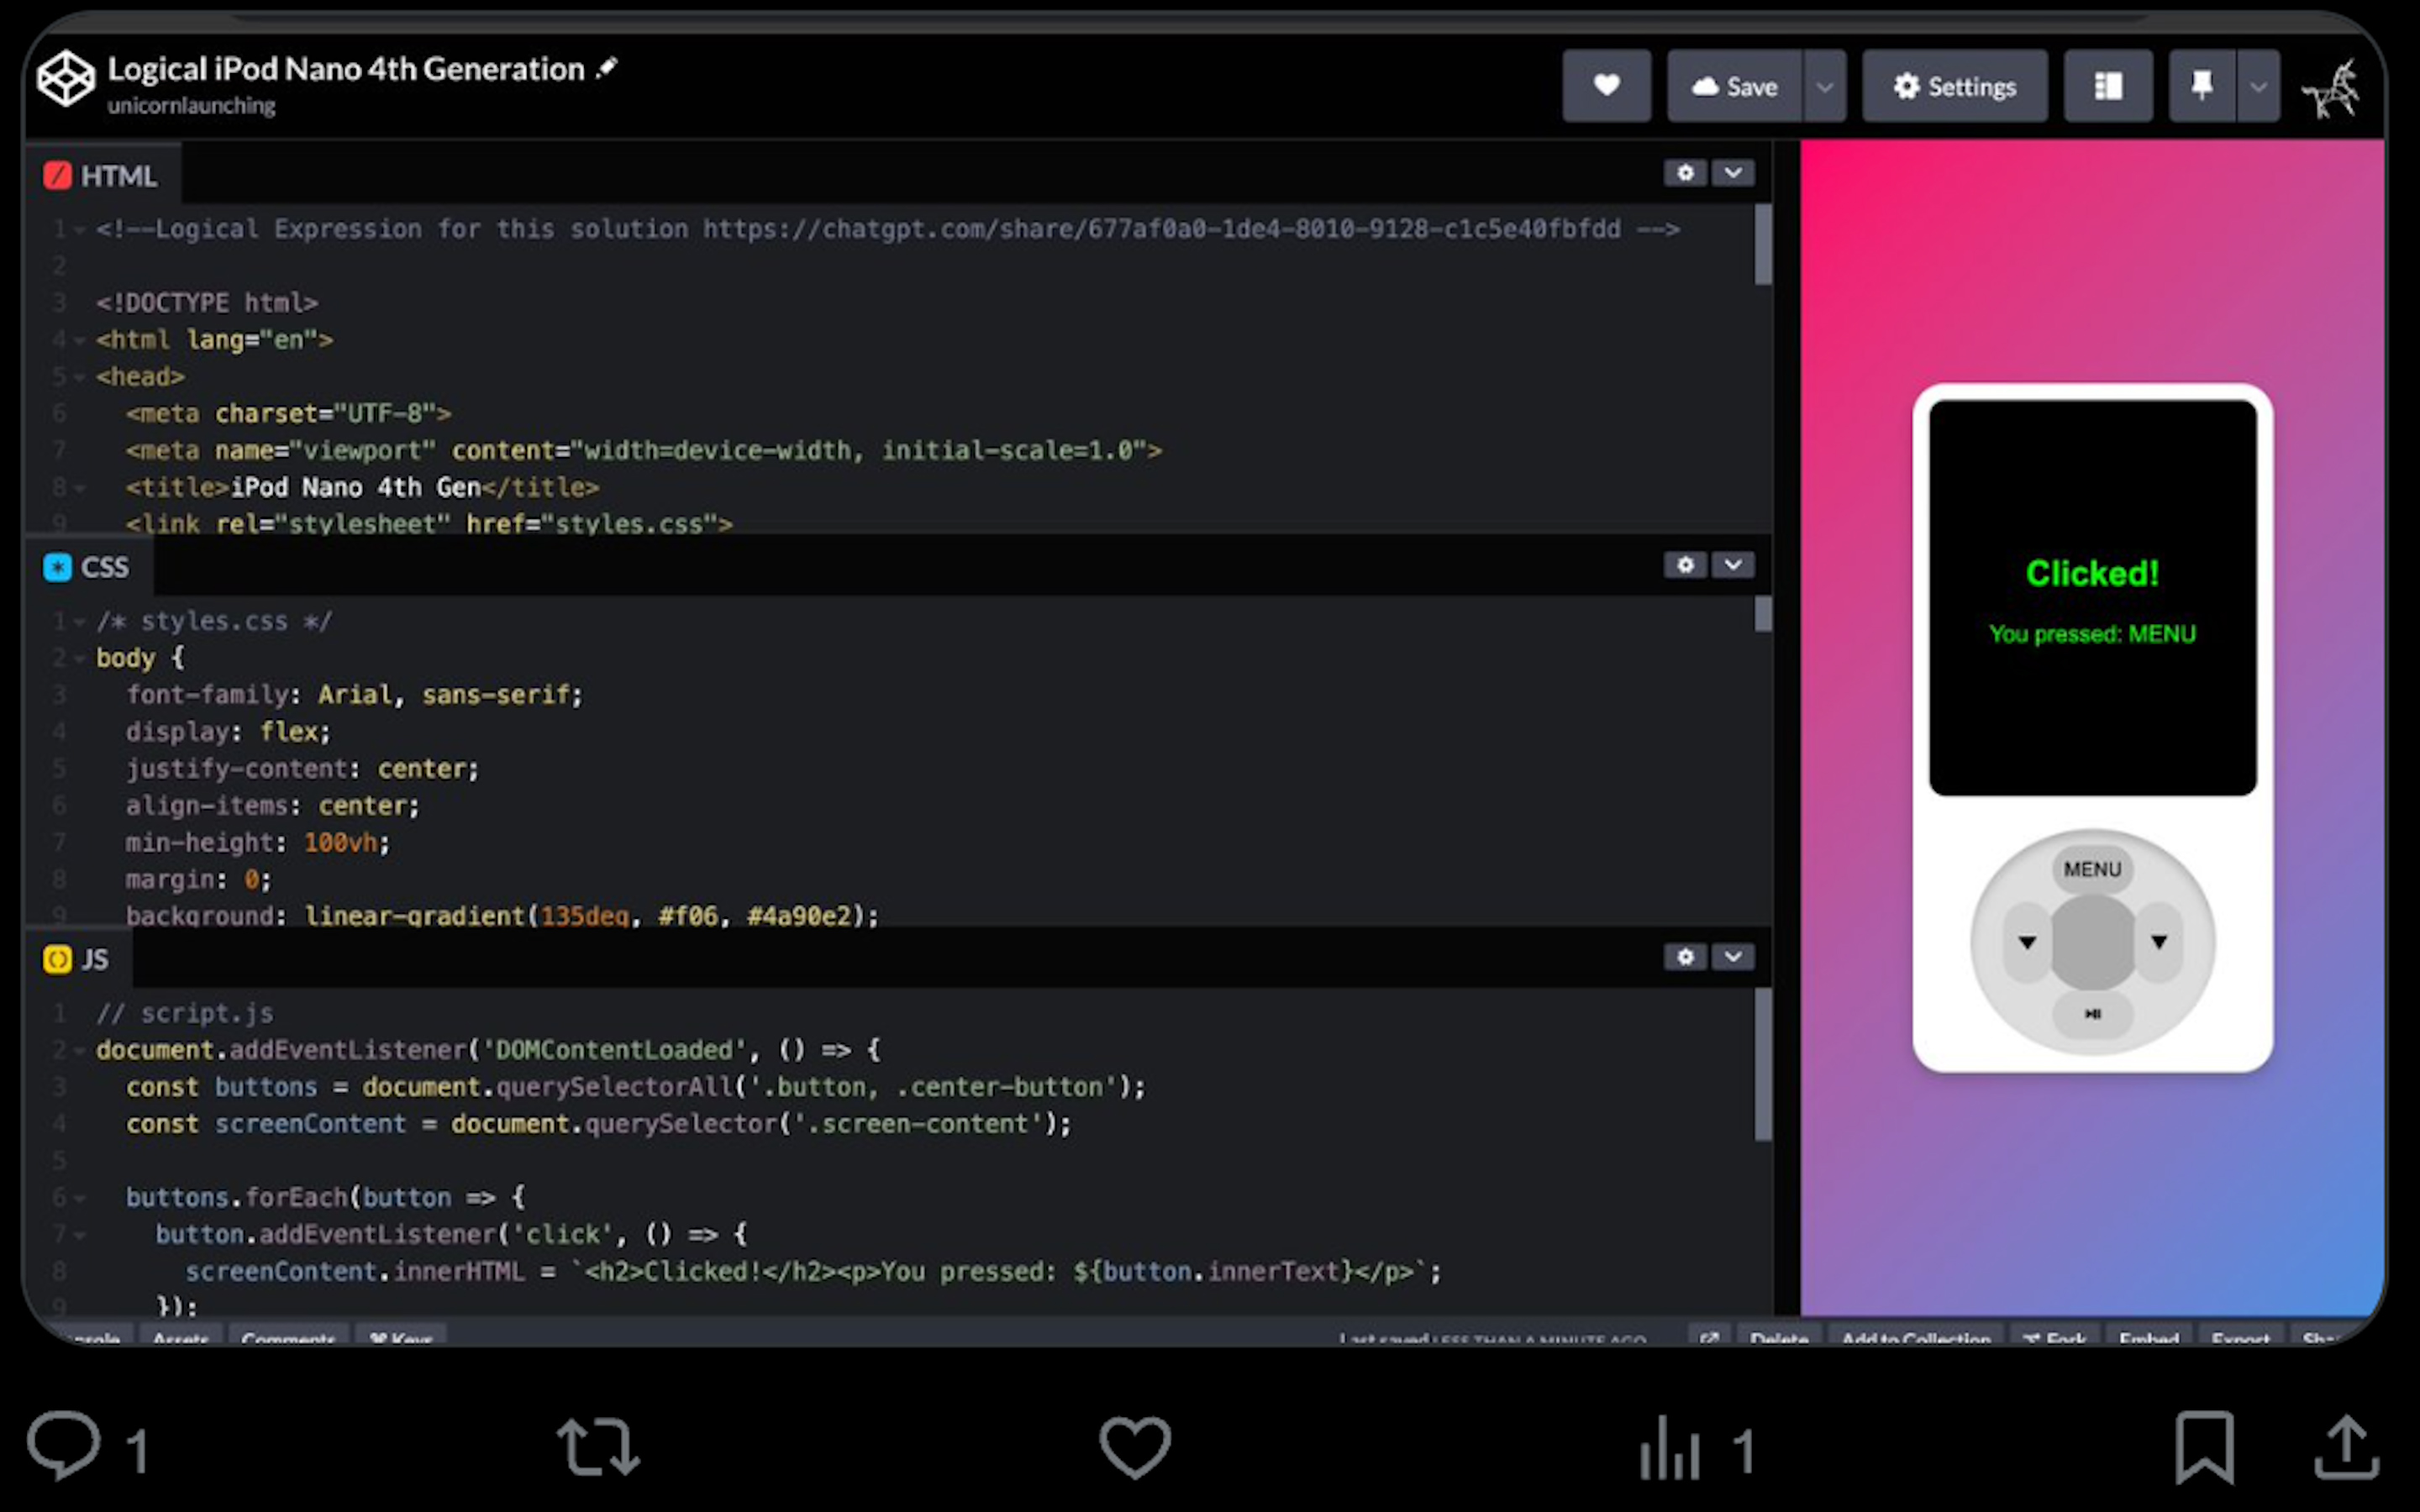 Logical iPod Nano 4th Generation
unicornlaunching
Save
Settings
HTML
1 <!--Logical Expression for this solution https://chatgpt.com/share/677af0a0-1de4-8010-9128-c1c5e40fbfdd -->
2
3 <!DOCTYPE html>
4 <html lang="en">
5 <head>
6 <meta charset="UTF-8">
7 <meta name="viewport" content="width=device-width, initial-scale=1.0">
8 <title>iPod Nano 4th Gen</title>
9 <link rel="stylesheet" href="styles.css">
CSS
1 /* styles.css */
2 body {
3 font-family: Arial, sans-serif;
4 display: flex;
5 justify-content: center;
6 align-items: center;
7 min-height: 100vh;
8 margin: 0;
9 background: linear-gradient(135deg, #f06, #4a90e2);
JS
1 // script.js
2 document.addEventListener('DOMContentLoaded', () => {
3 const buttons = document.querySelectorAll('.button, .center-button');
4 const screenContent = document.querySelector('.screen-content');
5
6 buttons.forEach(button => {
7 button.addEventListener('click', () => {
8 screenContent.innerHTML = `<h2>Clicked!</h2><p>You pressed: ${button.innerText}</p>`;
9 });
Clicked!
You pressed: MENU
MENU
Assets
Comments
⌘ Keys
Last saved LESS THAN A MINUTE AGO
Delete
Add to Collection
Fork
Embed
Export
1
1